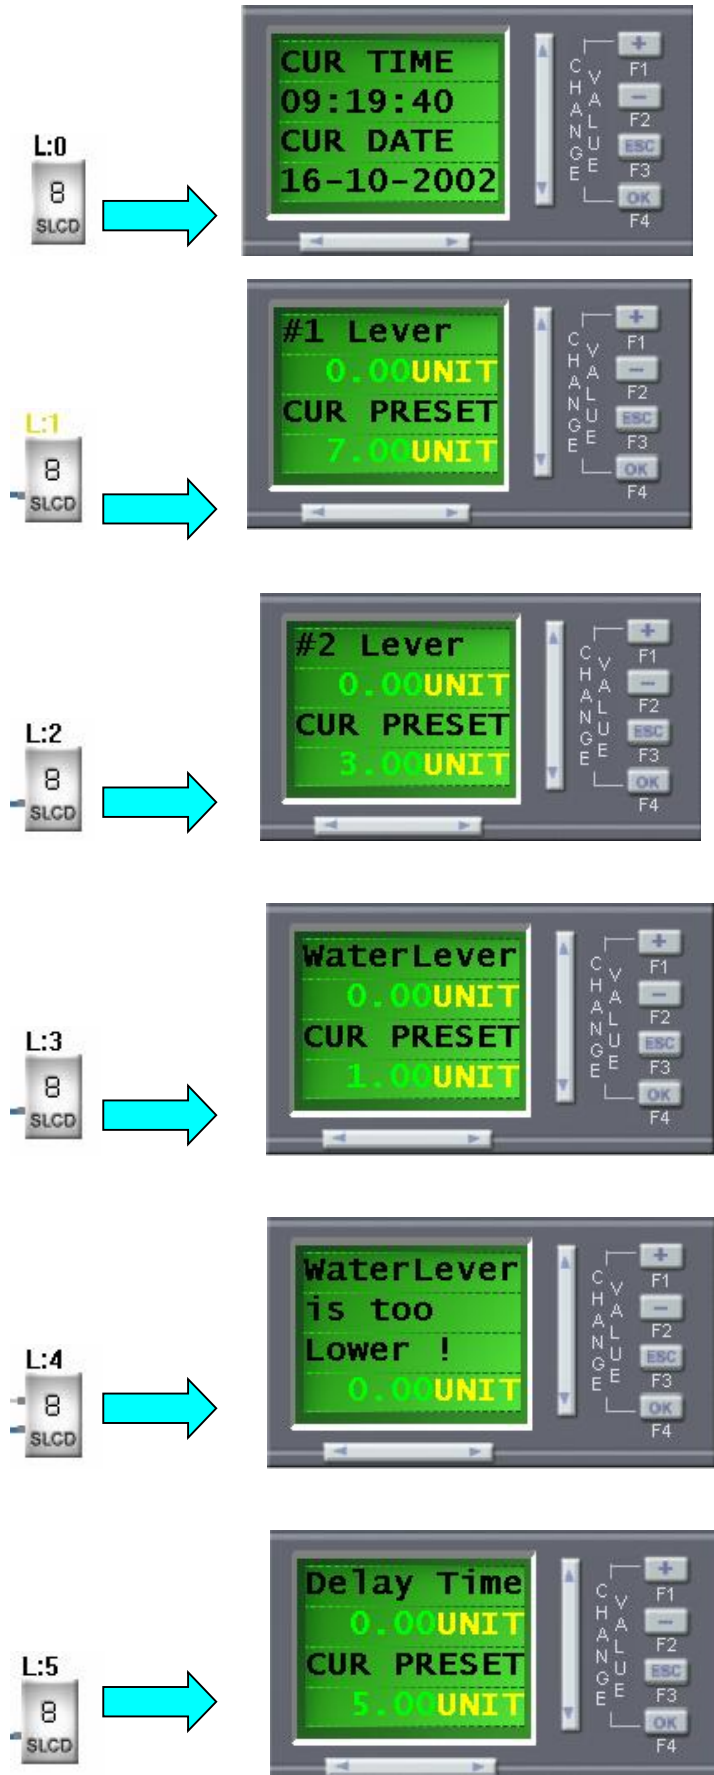 L:0
8
SLCD
CUR TIME
09:19:40
CUR DATE
16-10-2002
CHANGE
VALUE
+
F1
-
F2
ESC
F3
OK
F4
L:1
8
SLCD
#1 Lever
0.00UNIT
CUR PRESET
7.00UNIT
CHANGE
VALUE
+
F1
-
F2
ESC
F3
OK
F4
L:2
8
SLCD
#2 Lever
0.00UNIT
CUR PRESET
3.00UNIT
CHANGE
VALUE
+
F1
-
F2
ESC
F3
OK
F4
L:3
8
SLCD
WaterLever
0.00UNIT
CUR PRESET
1.00UNIT
CHANGE
VALUE
+
F1
-
F2
ESC
F3
OK
F4
L:4
8
SLCD
WaterLever
is too
Lower !
0.00UNIT
CHANGE
VALUE
+
F1
-
F2
ESC
F3
OK
F4
L:5
8
SLCD
Delay Time
0.00UNIT
CUR PRESET
5.00UNIT
CHANGE
VALUE
+
F1
-
F2
ESC
F3
OK
F4